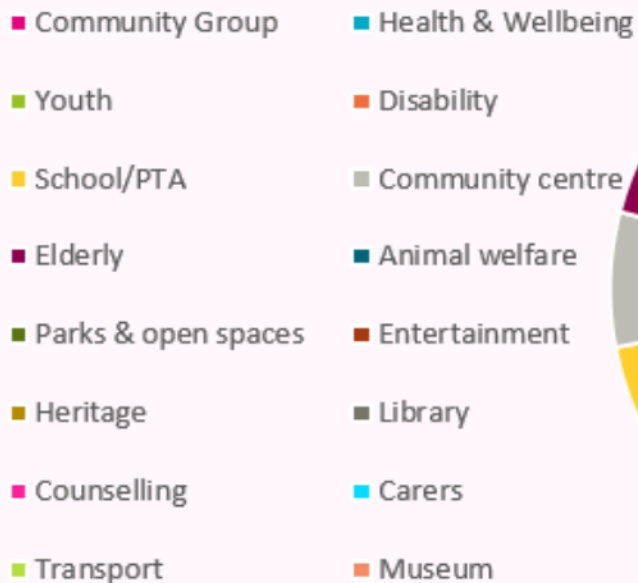 Community Group
Health & Wellbeing
Youth
Disability
School/PTA
Community centre
Elderly
Animal welfare
Parks & open spaces
Entertainment
Heritage
Library
Counselling
Carers
Transport
Museum